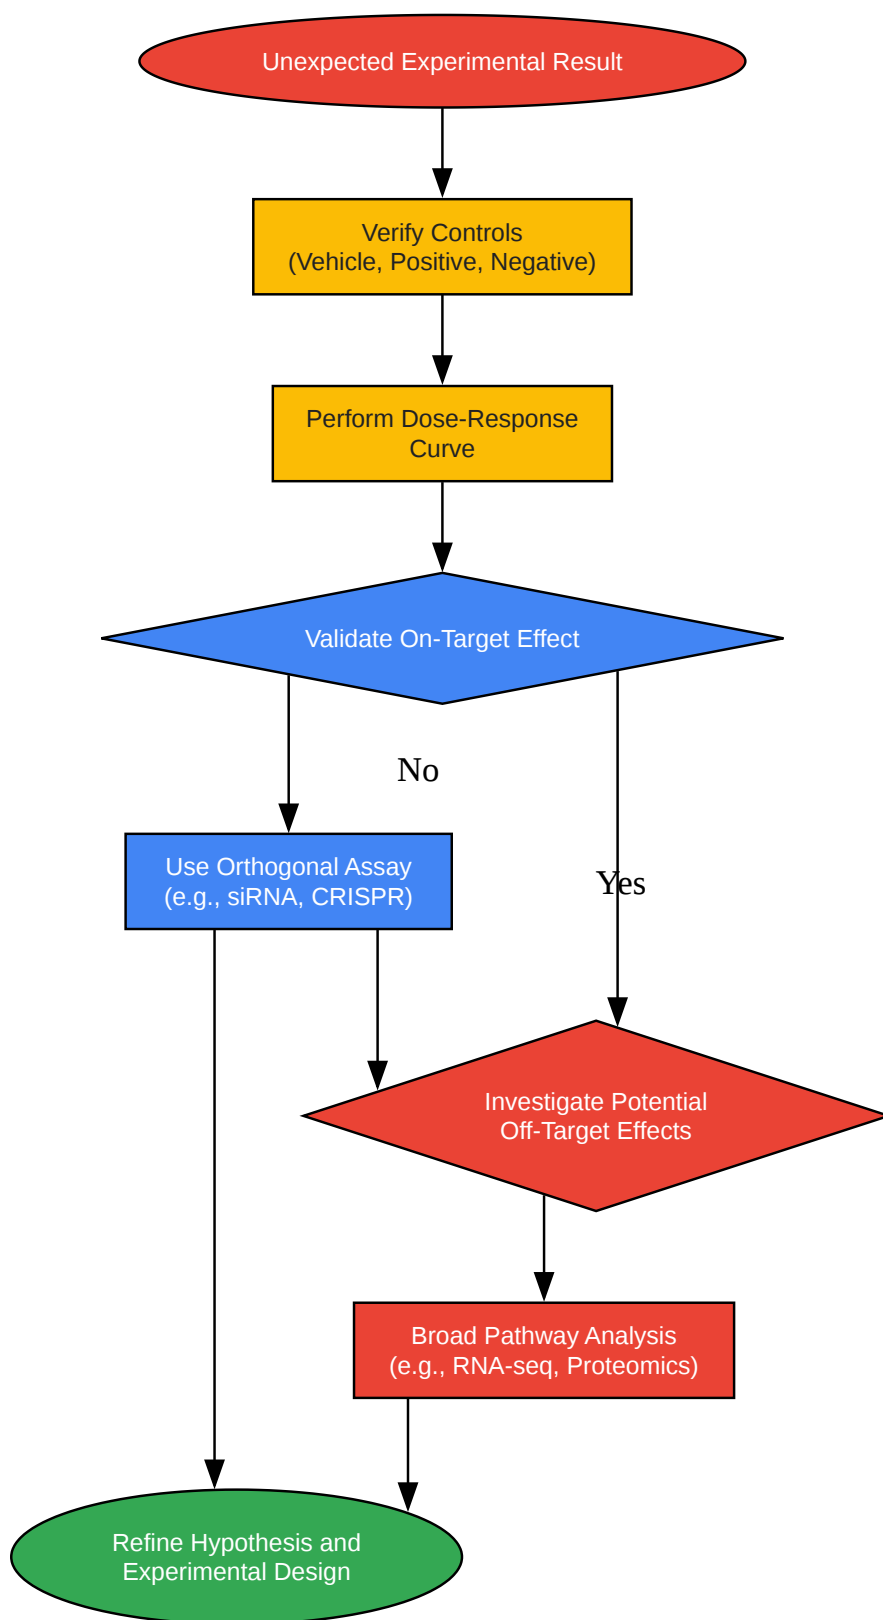 Unexpected Experimental Result
Verify Controls
(Vehicle, Positive, Negative)
Perform Dose-Response
Curve
Validate On-Target Effect
No
Use Orthogonal Assay
(e.g., siRNA, CRISPR)
Yes
Investigate Potential
Off-Target Effects
Broad Pathway Analysis
(e.g., RNA-seq, Proteomics)
Refine Hypothesis and
Experimental Design